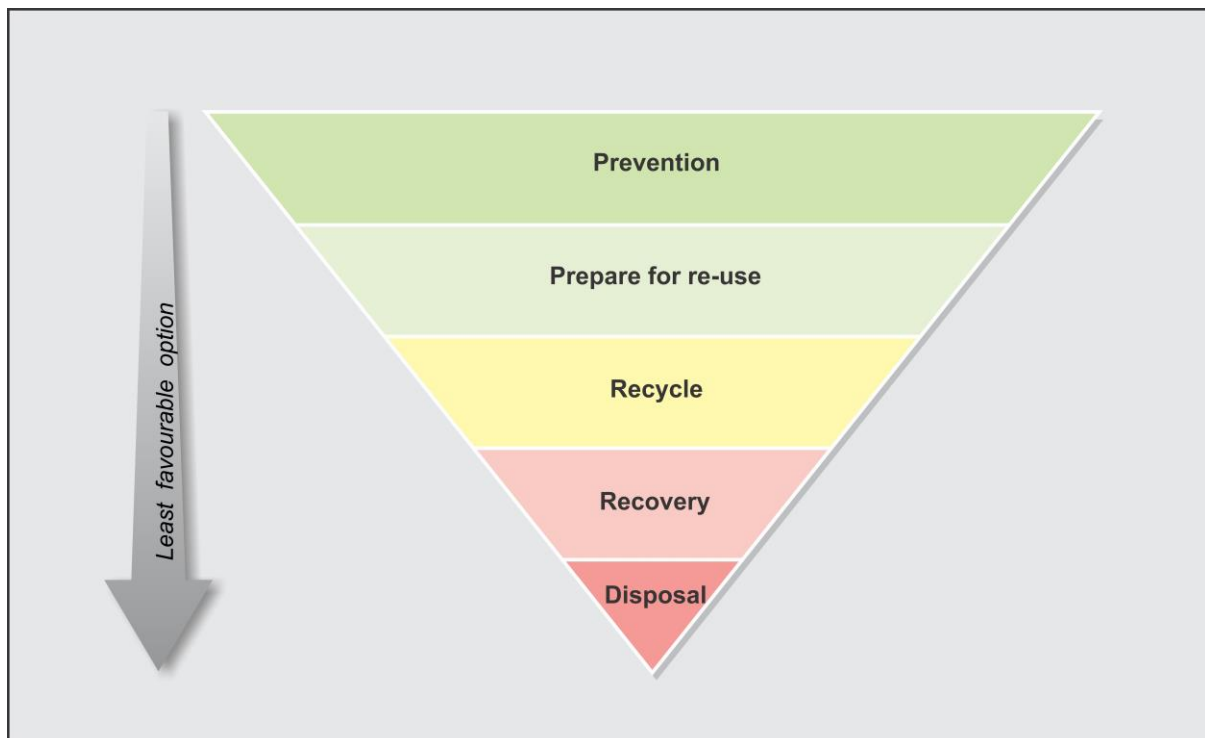 Prevention
Prepare for re-use
Recycle
Recovery
Disposal
Least favourable option